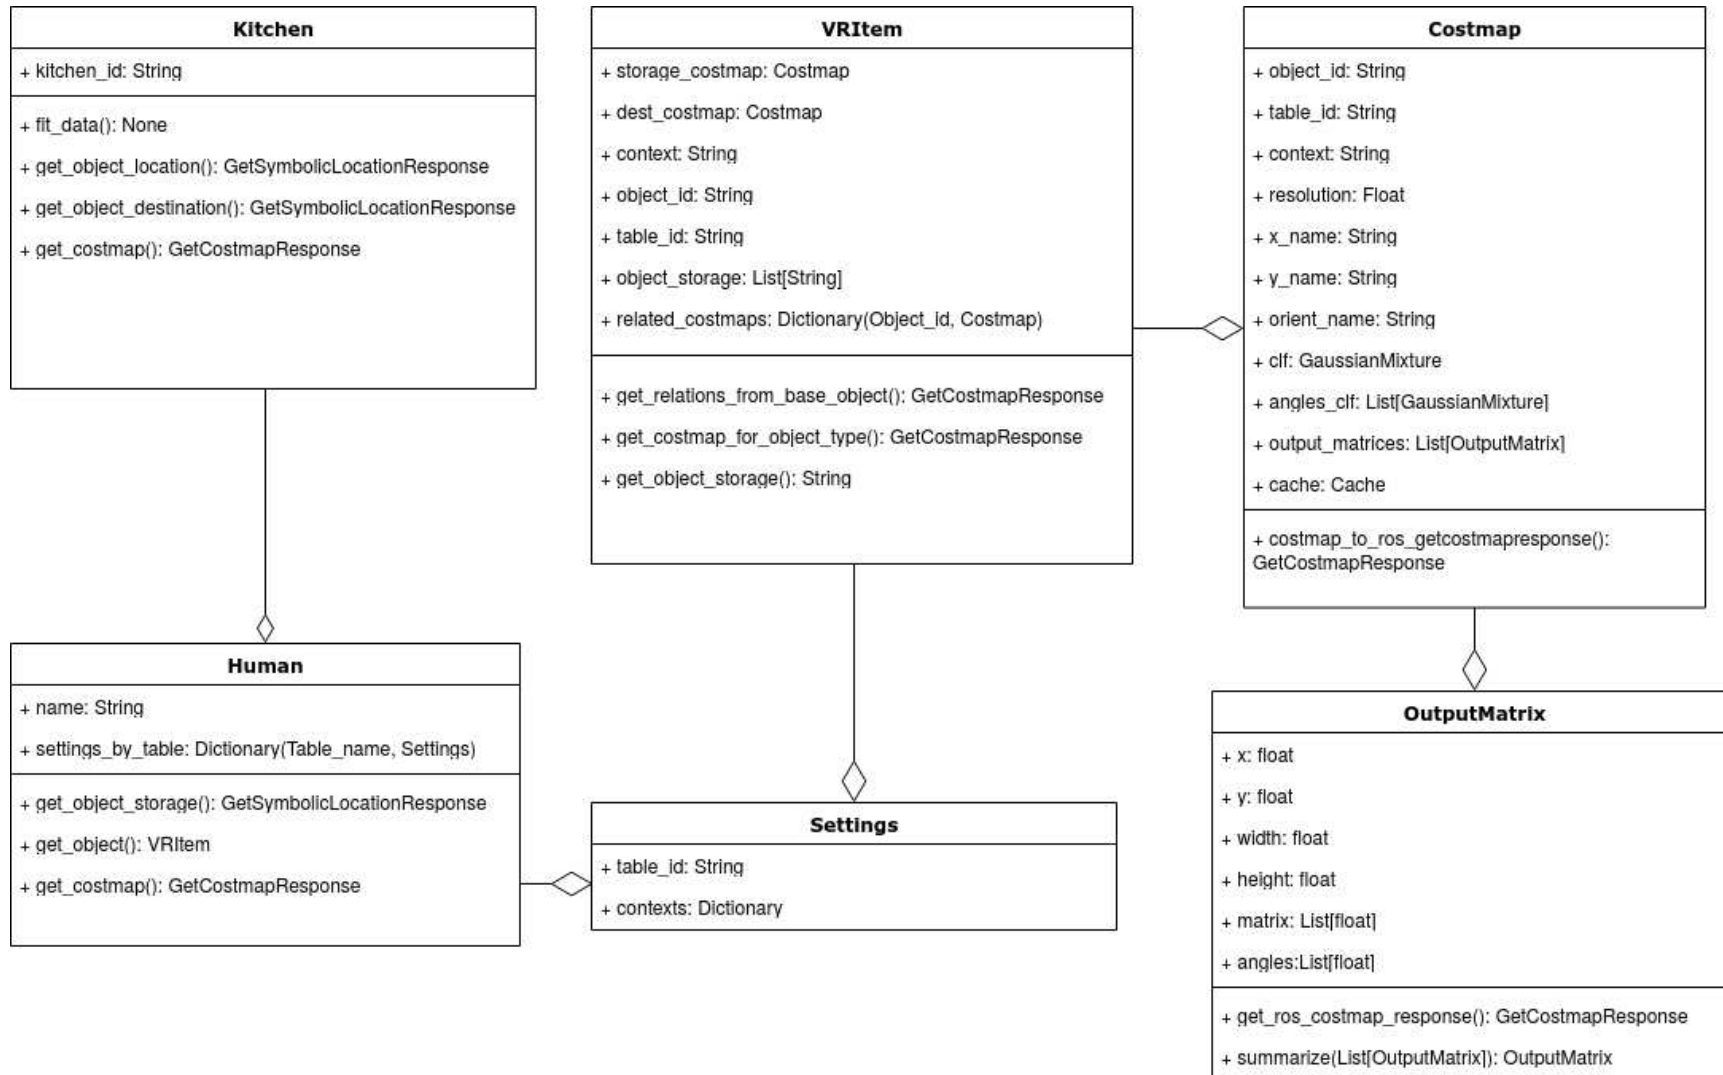 Kitchen
+ kitchen_id: String
+ fit_data(): None
+ get_object_location(): GetSymbolicLocationResponse
+ get_object_destination(): GetSymbolicLocationResponse
+ get_costmap(): GetCostmapResponse
VRItem
+ storage_costmap: Costmap
+ dest_costmap: Costmap
+ context: String
+ object_id: String
+ table_id: String
+ object_storage: List[String]
+ related_costmaps: Dictionary(Object_id, Costmap)
+ get_relations_from_base_object(): GetCostmapResponse
+ get_costmap_for_object_type(): GetCostmapResponse
+ get_object_storage(): String
Costmap
+ object_id: String
+ table_id: String
+ context: String
+ resolution: Float
+ x_name: String
+ y_name: String
+ orient_name: String
+ clf: GaussianMixture
+ angles_clf: List[GaussianMixture]
+ output_matrices: List[OutputMatrix]
+ cache: Cache
+ costmap_to_ros_getcostmapresponse():
GetCostmapResponse
Human
+ name: String
+ settings_by_table: Dictionary(Table_name, Settings)
+ get_object_storage(): GetSymbolicLocationResponse
+ get_object(): VRItem
+ get_costmap(): GetCostmapResponse
Settings
+ table_id: String
+ contexts: Dictionary
OutputMatrix
+ x: float
+ y: float
+ width: float
+ height: float
+ matrix: List[float]
+ angles:List[float]
+ get_ros_costmap_response(): GetCostmapResponse
+ summarize(List[OutputMatrix]): OutputMatrix